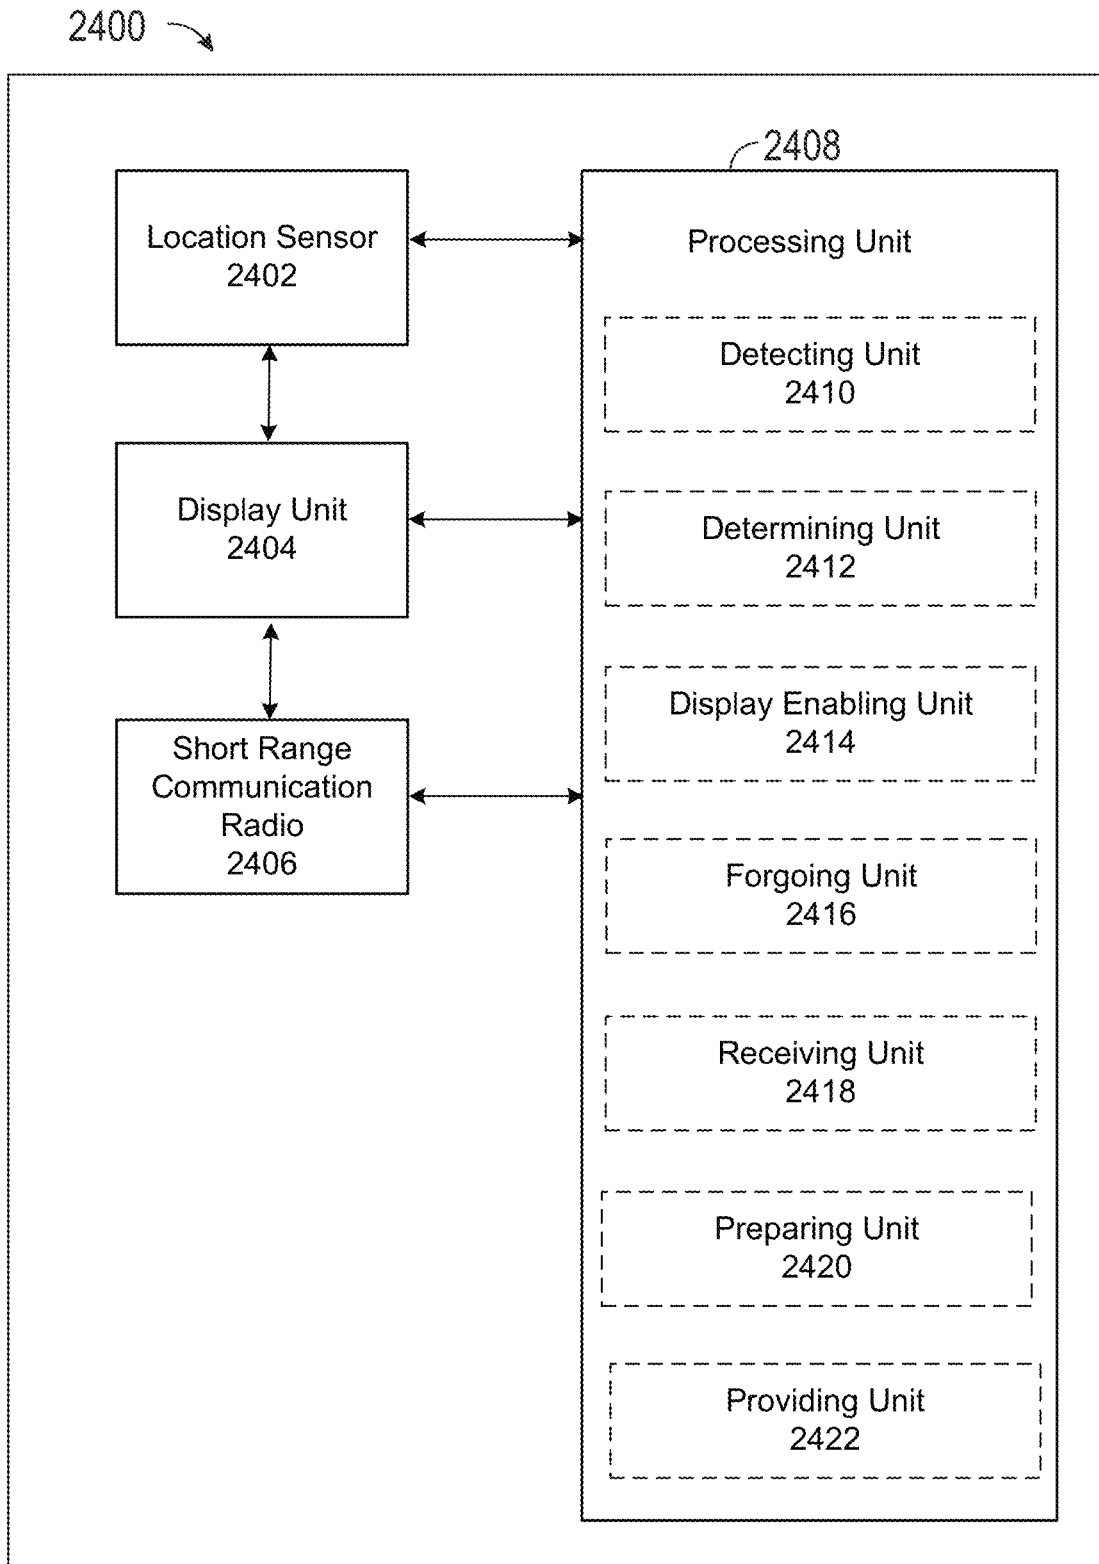 2400
2408
Location Sensor
2402
Processing Unit
Detecting Unit
2410
Display Unit
2404
Determining Unit
2412
Short Range
Communication
Radio
2406
Display Enabling Unit
2414
Forgoing Unit
2416
Receiving Unit
2418
Preparing Unit
2420
Providing Unit
2422